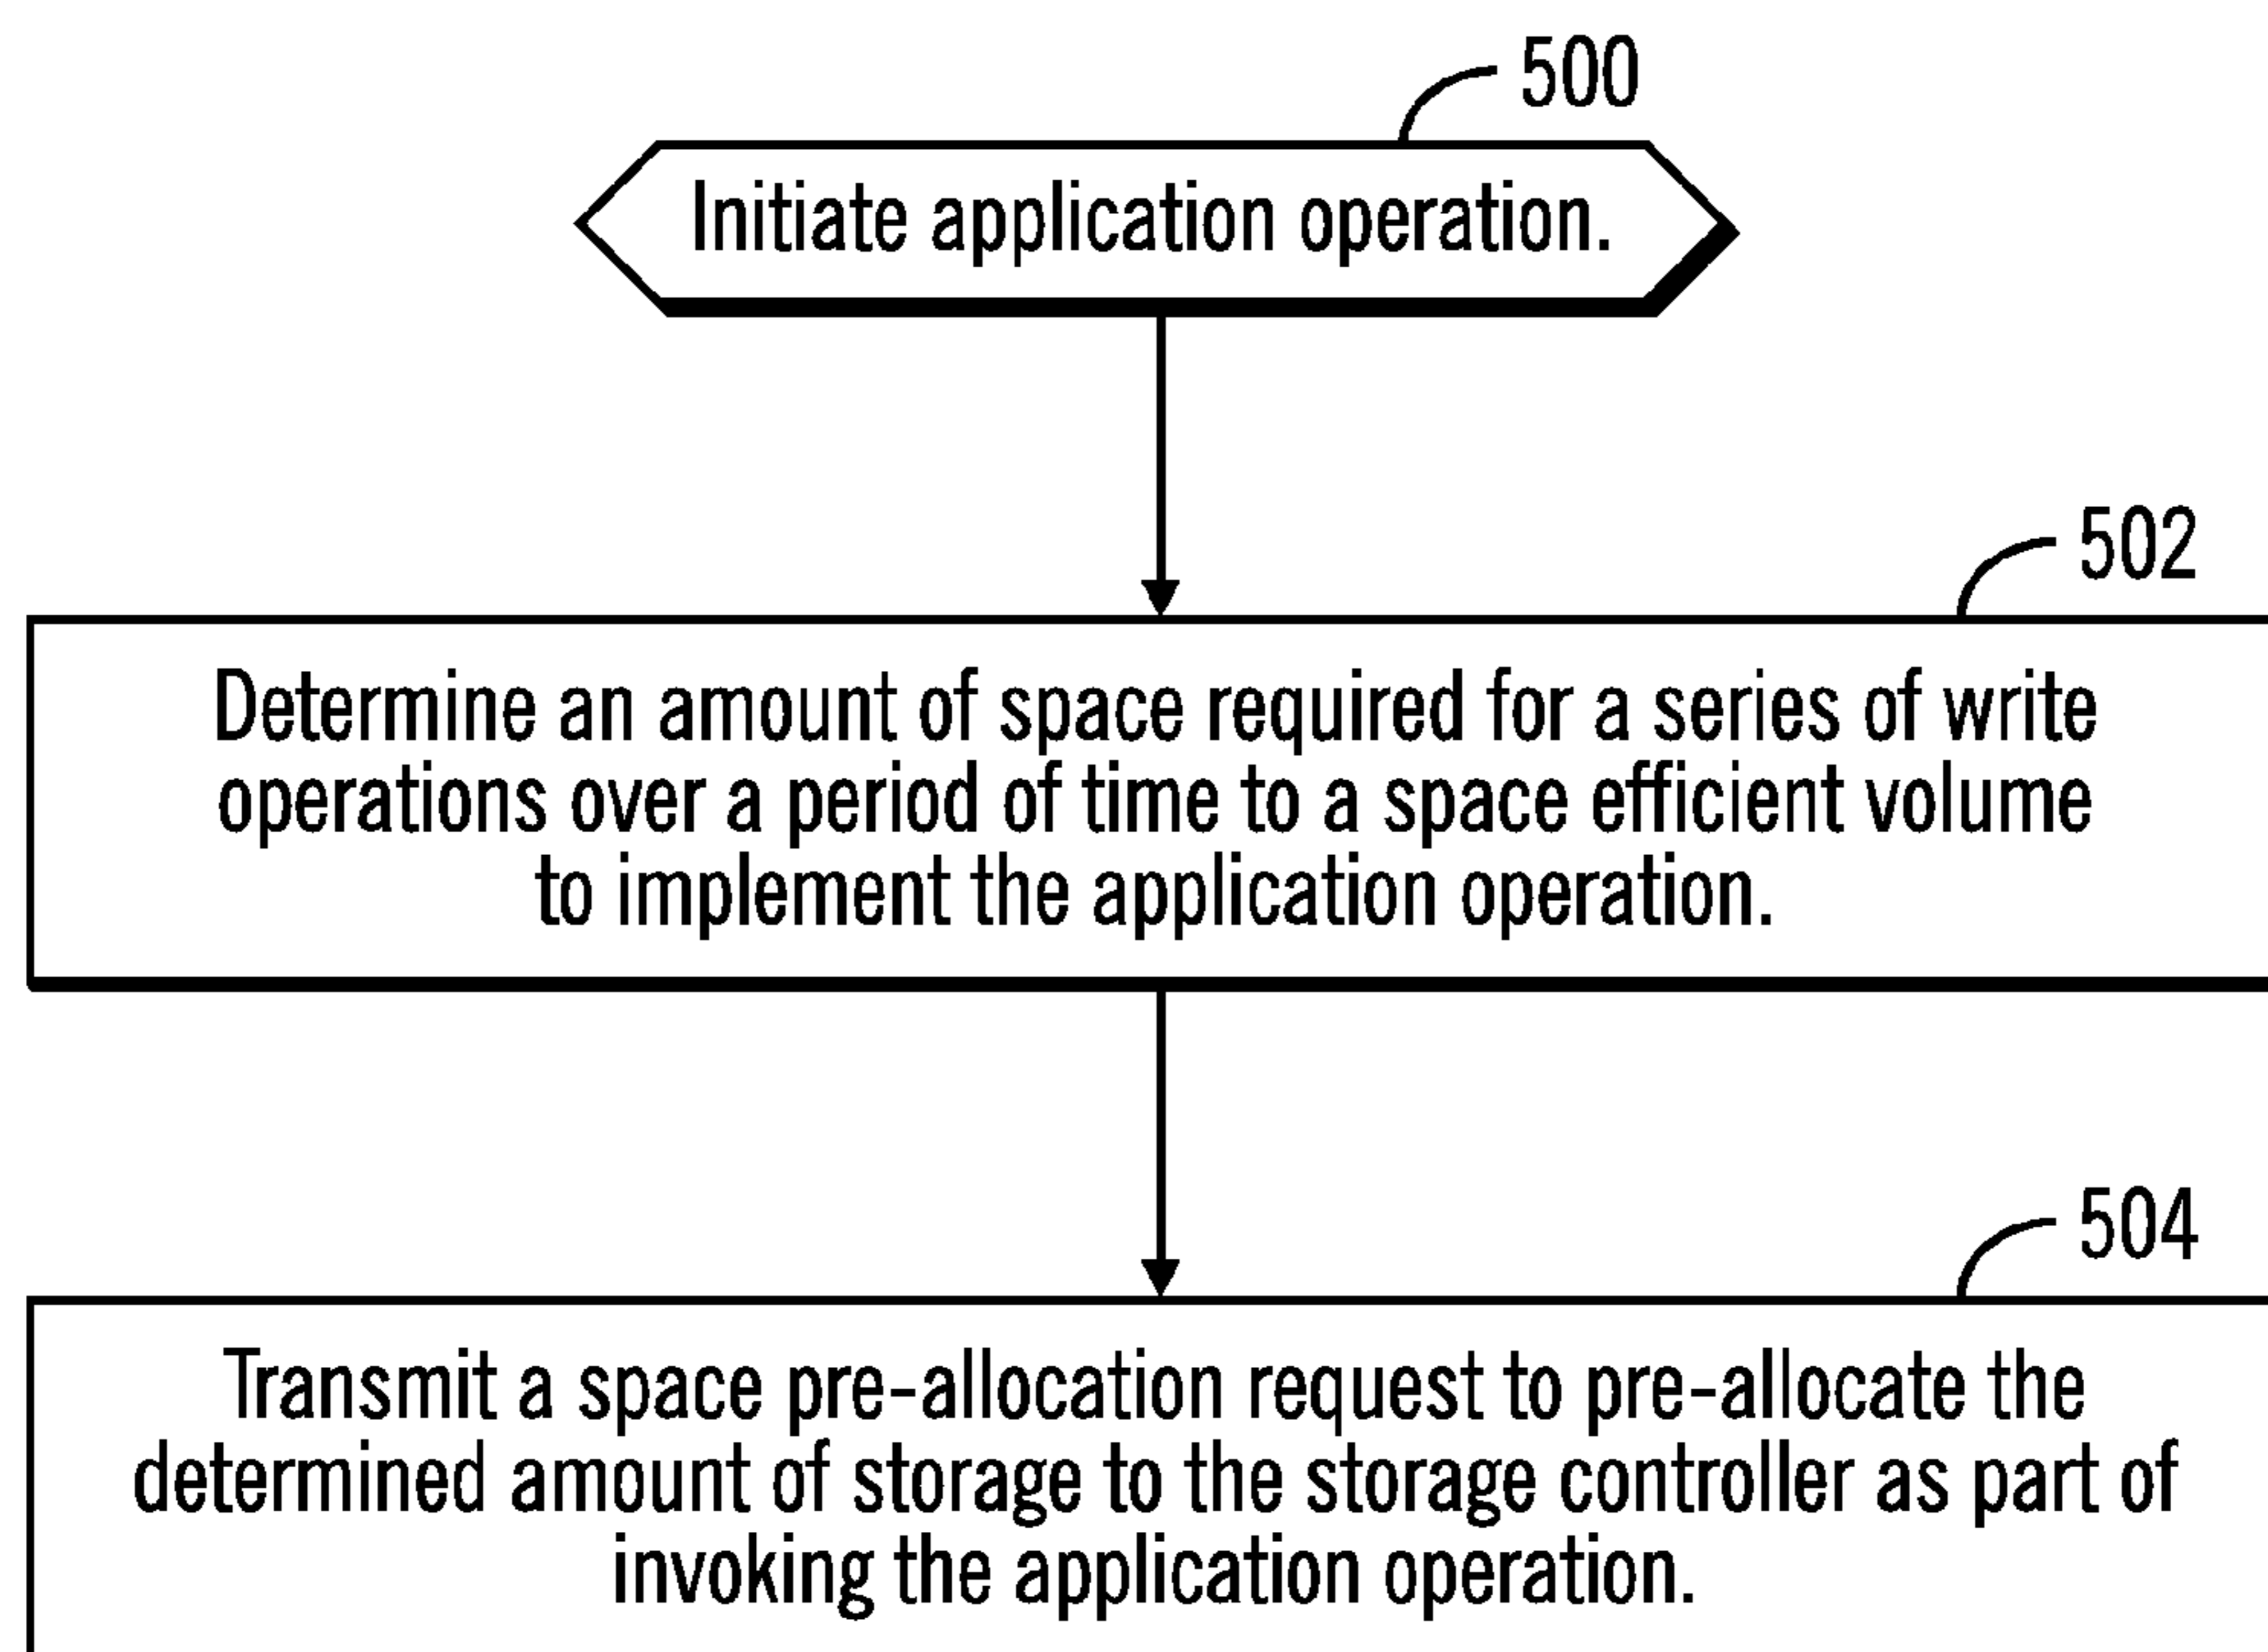 500
Initiate application operation.
502
Determine an amount of space required for a series of write
operations over a period of time to a space efficient volume
to implement the application operation.
504
Transmit a space pre-allocation request to pre-allocate the
determined amount of storage to the storage controller as part of
invoking the application operation.